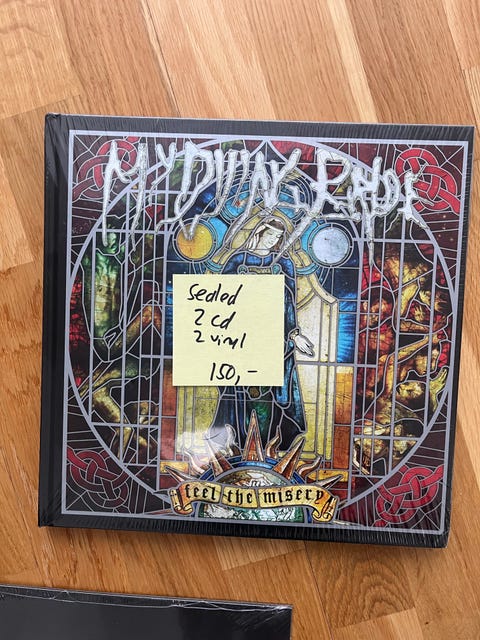 My Dying Bride
sealed
2 cd
2 vinyl
150,-
feel the misery